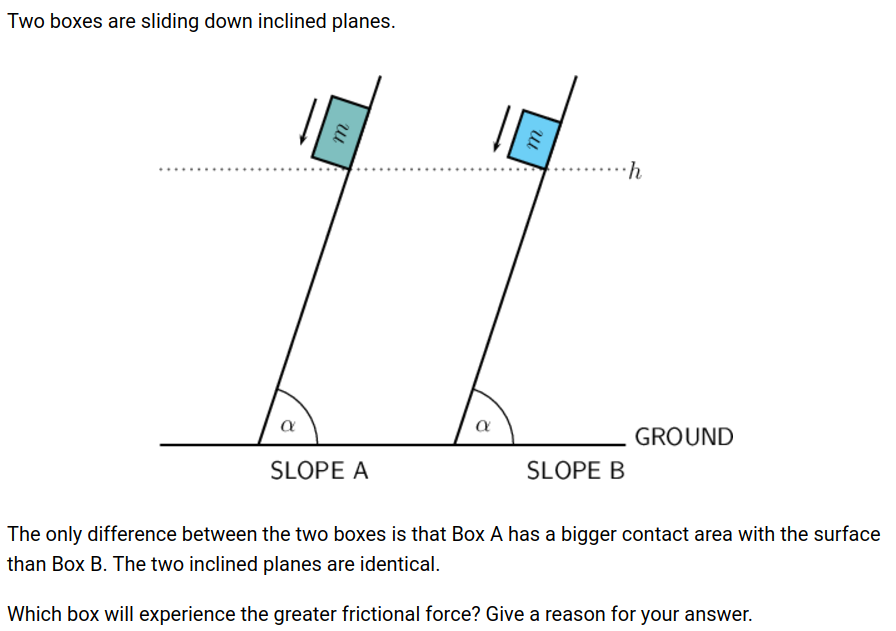 Two boxes are sliding down inclined planes.
m
m
h
α
α
GROUND
SLOPE A
SLOPE B
The only difference between the two boxes is that Box A has a bigger contact area with the surface
than Box B. The two inclined planes are identical.
Which box will experience the greater frictional force? Give a reason for your answer.